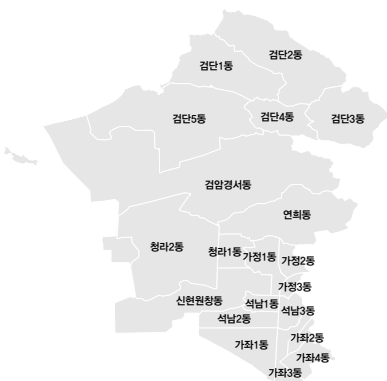 검단2동
검단1동
검단5동
검단4동
검단3동
검암경서동
연희동
청라2동
청라1동
가정1동
가정2동
가정3동
신현원창동
석남1동
석남3동
석남2동
가좌2동
가좌1동
가좌4동
가좌3동